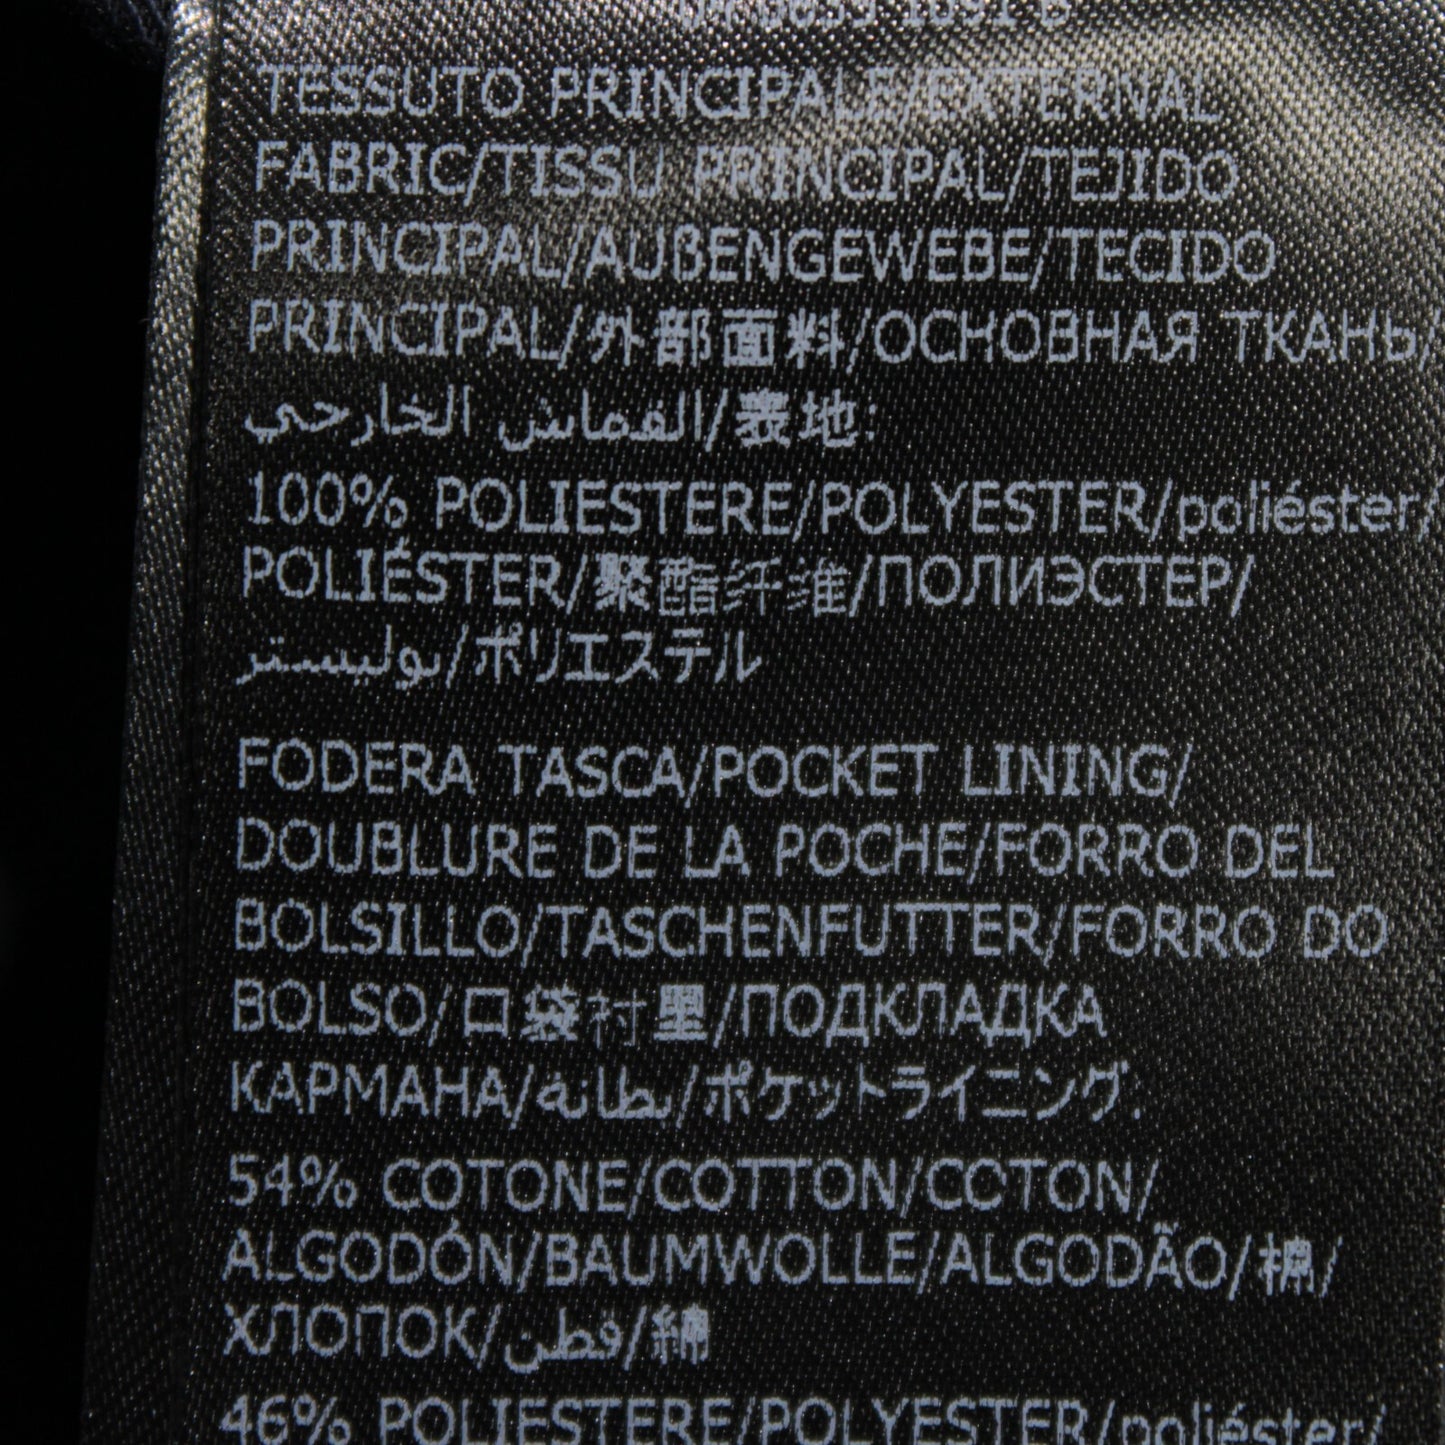 TESSUTO PRINCIPALE/EXTERNAL
FABRIC/TISSU PRINCIPAL/TEJIDO
PRINCIPAL/AUßENGEWEBE/TECIDO
PRINCIPAL/外部面料/ОСНОВНАЯ ТКАНЬ/
القماش الخارجي/表地:
100% POLIESTERE/POLYESTER/poliéster/
POLIÉSTER/聚酯纤维/ПОЛИЭСТЕР/
بوليستر/ポリエステル
FODERA TASCA/POCKET LINING/
DOUBLURE DE LA POCHE/FORRO DEL
BOLSILLO/TASCHENFUTTER/FORRO DO
BOLSO/口袋衬里/ПОДКЛАДКА
КАРМАНА/بطانة/ポケットライニング:
54% COTONE/COTTON/COTON/
ALGODÓN/BAUMWOLLE/ALGODÃO/棉/
ХЛОПОК/قطن/綿
46% POLIESTERE/POLYESTER/poliéster/